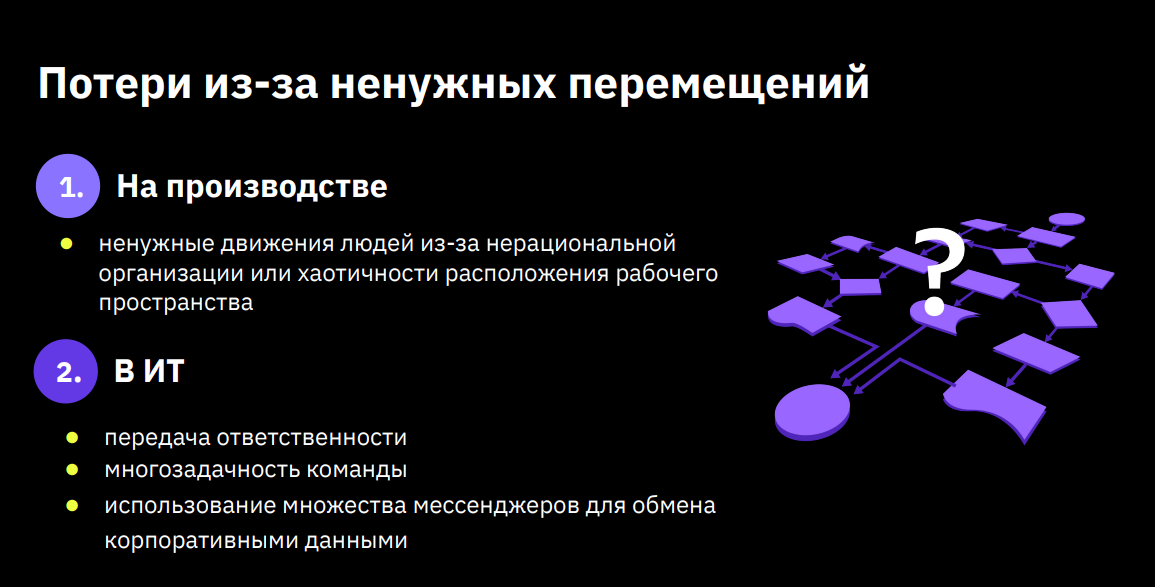 Потери из-за ненужных перемещений
1. На производстве
ненужные движения людей из-за нерациональной
организации или хаотичности расположения рабочего
пространства
2. В ИТ
передача ответственности
многозадачность команды
использование множества мессенджеров для обмена
корпоративными данными
?